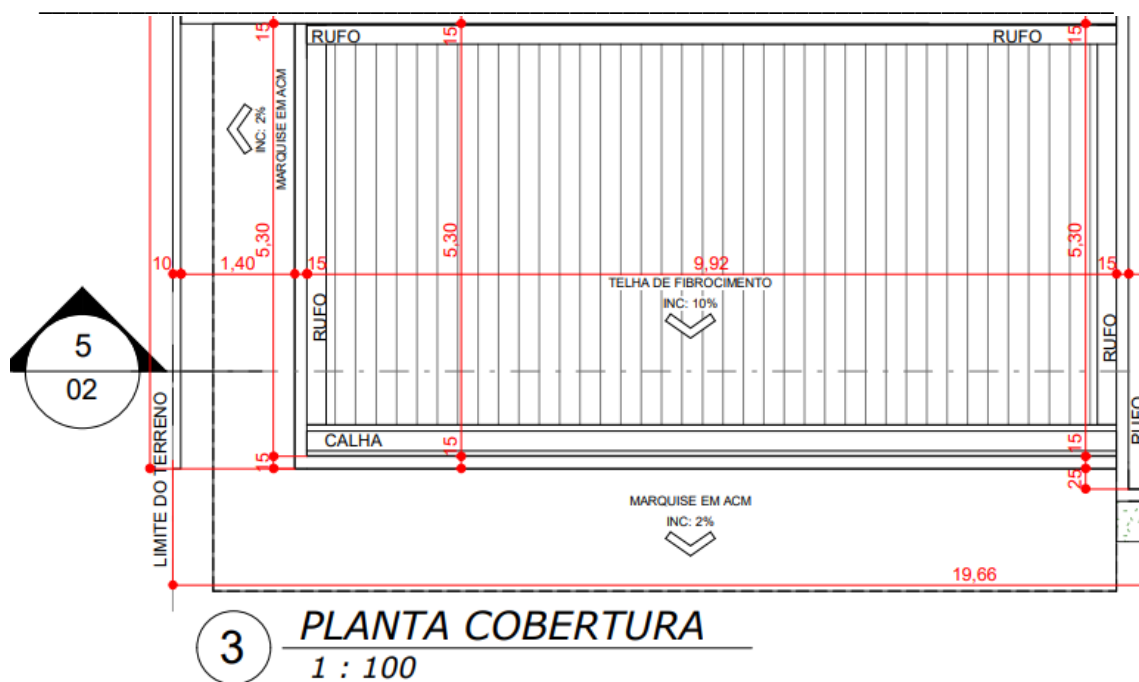 15
15
15
RUFO
RUFO
INC: 2%
MARQUISE EM ACM
5,30
5,30
5,30
10
1,40
15
9,92
15
TELHA DE FIBROCIMENTO
INC: 10%
RUFO
RUFO
5
02
LIMITE DO TERRENO
RUFO
CALHA
15
15
15
25
MARQUISE EM ACM
INC: 2%
19,66
3
PLANTA COBERTURA
1 : 100